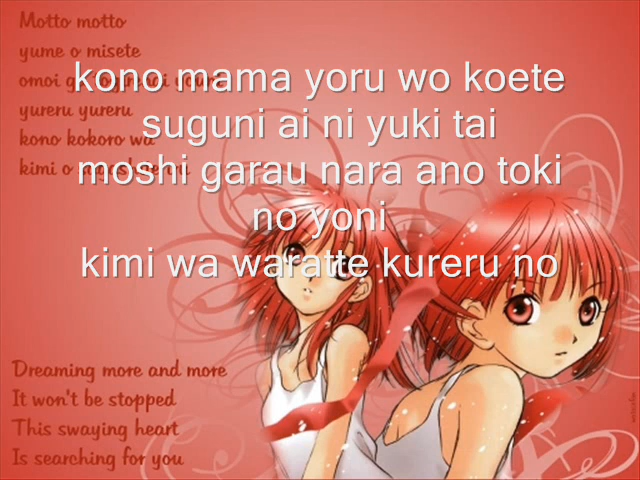 Motto motto
yume o misete
omoi
yureru yureru
kono kokoro wa
kimi o
kono mama yoru wo koete
suguni ai ni yuki tai
moshi garau nara ano toki
no yoni
kimi wa waratte kureru no
Dreaming more and more
It won't be stopped
This swaying heart
Is searching for you